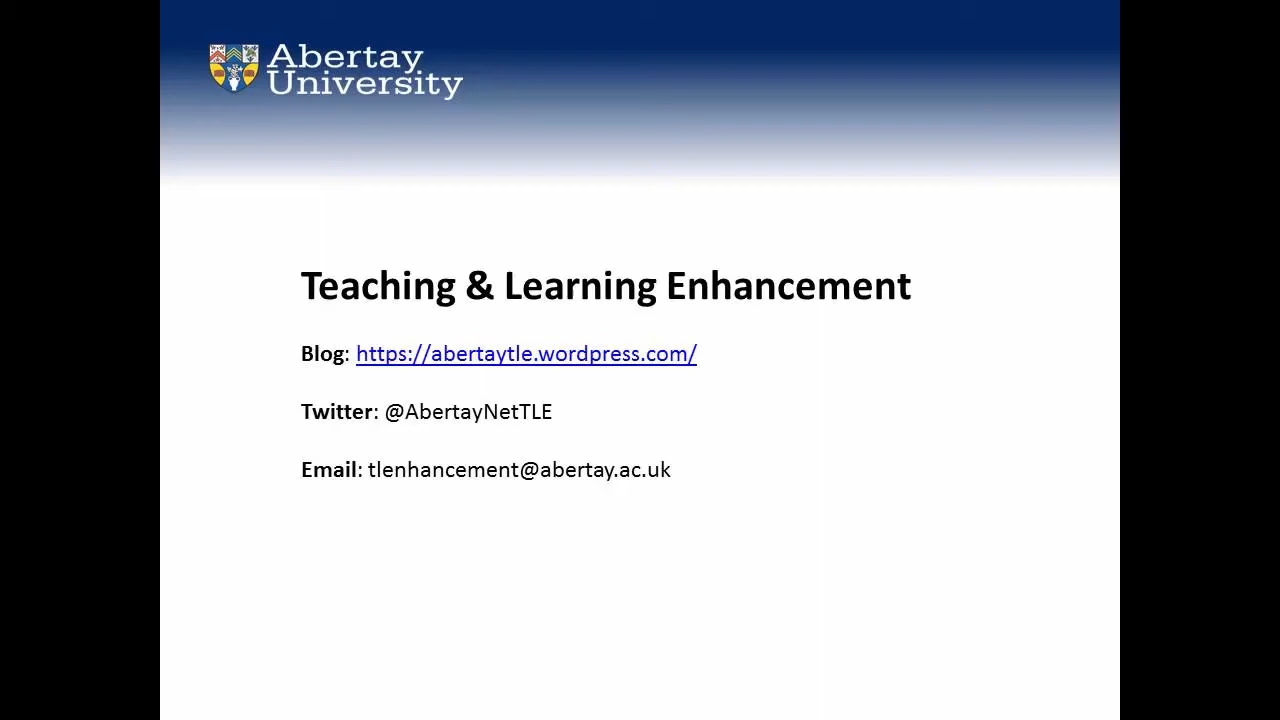 Abertay
University
Teaching & Learning Enhancement
Blog: https://abertaytle.wordpress.com/
Twitter: @AbertayNetTLE
Email: tlenhancement@abertay.ac.uk